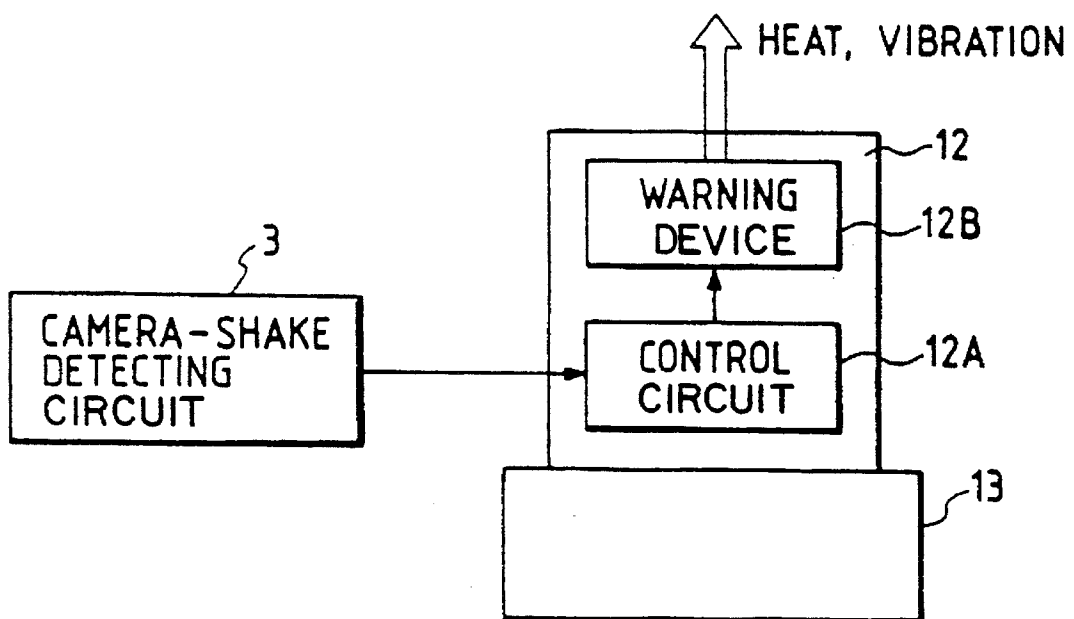 HEAT, VIBRATION
12
WARNING
DEVICE
12B
3
CAMERA-SHAKE
DETECTING
CIRCUIT
CONTROL
CIRCUIT
12A
13